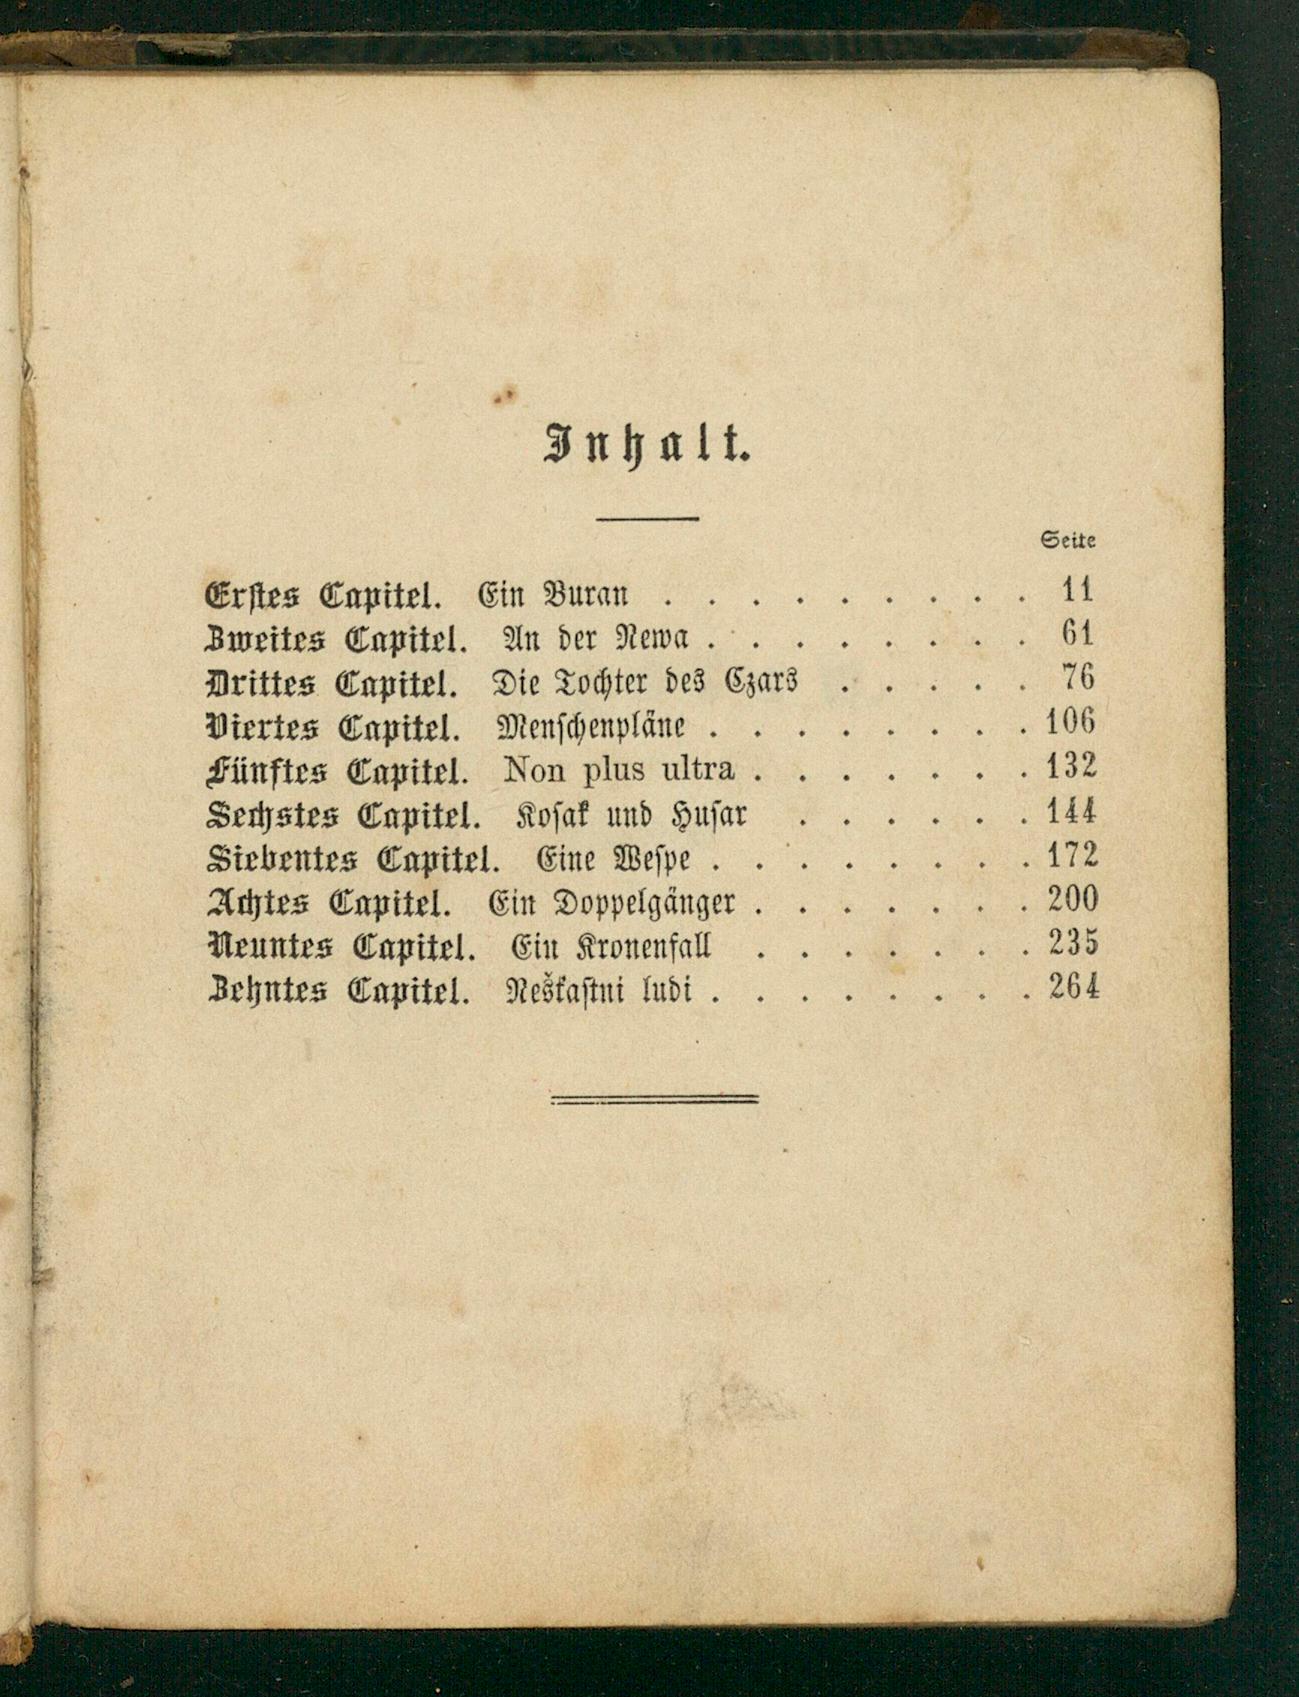 Inhalt.
Seite
Erstes Capitel. Ein Buran . . . . . . . . . 11
Zweites Capitel. An der Newa . . . . . . . . 61
Drittes Capitel. Die Tochter des Czars . . . . . 76
Viertes Capitel. Menschenpläne . . . . . . . . 106
Fünftes Capitel. Non plus ultra . . . . . . . 132
Sechstes Capitel. Kosak und Husar . . . . . . 144
Siebentes Capitel. Eine Wespe . . . . . . . . 172
Achtes Capitel. Ein Doppelgänger . . . . . . . 200
Neuntes Capitel. Ein Kronenfall . . . . . . . 235
Zehntes Capitel. Neškastni ludi . . . . . . . . 264